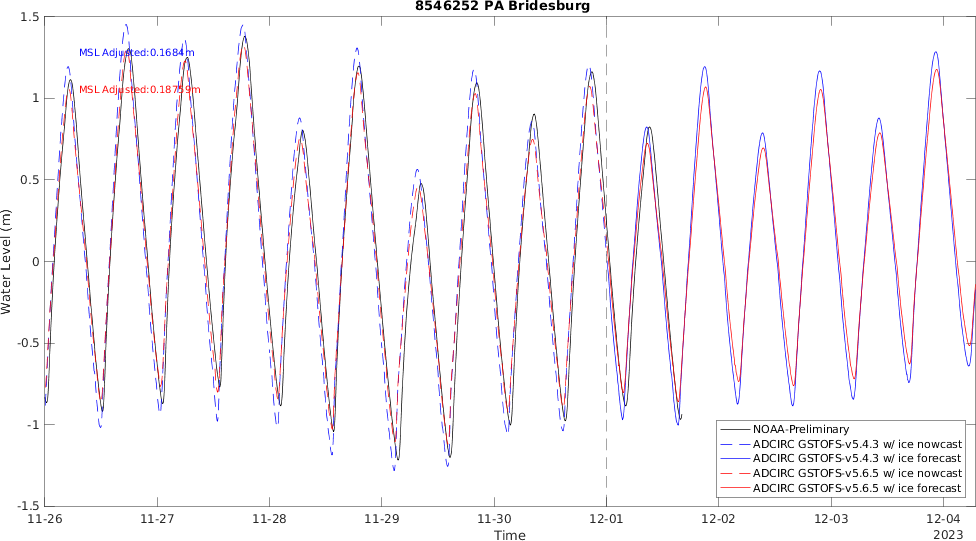 8546252 PA Bridesburg
1.5
1
0.5
0
-0.5
-1
-1.5
Water Level (m)
MSL Adjusted:0.1684m
MSL Adjusted:0.18759m
NOAA-Preliminary
ADCIRC GSTOFS-v5.4.3 w/ ice nowcast
ADCIRC GSTOFS-v5.4.3 w/ ice forecast
ADCIRC GSTOFS-v5.6.5 w/ ice nowcast
ADCIRC GSTOFS-v5.6.5 w/ ice forecast
11-26 11-27 11-28 11-29 11-30 12-01 12-02 12-03 12-04
Time
2023